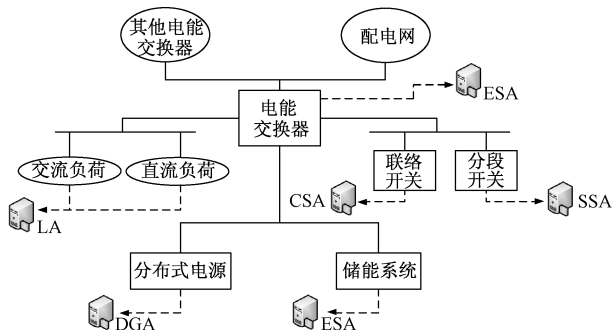 其他电能
交换器
配电网
电能
交换器
ESA
交流负荷
直流负荷
联络
开关
分段
开关
LA
CSA
SSA
分布式电源
储能系统
DGA
ESA